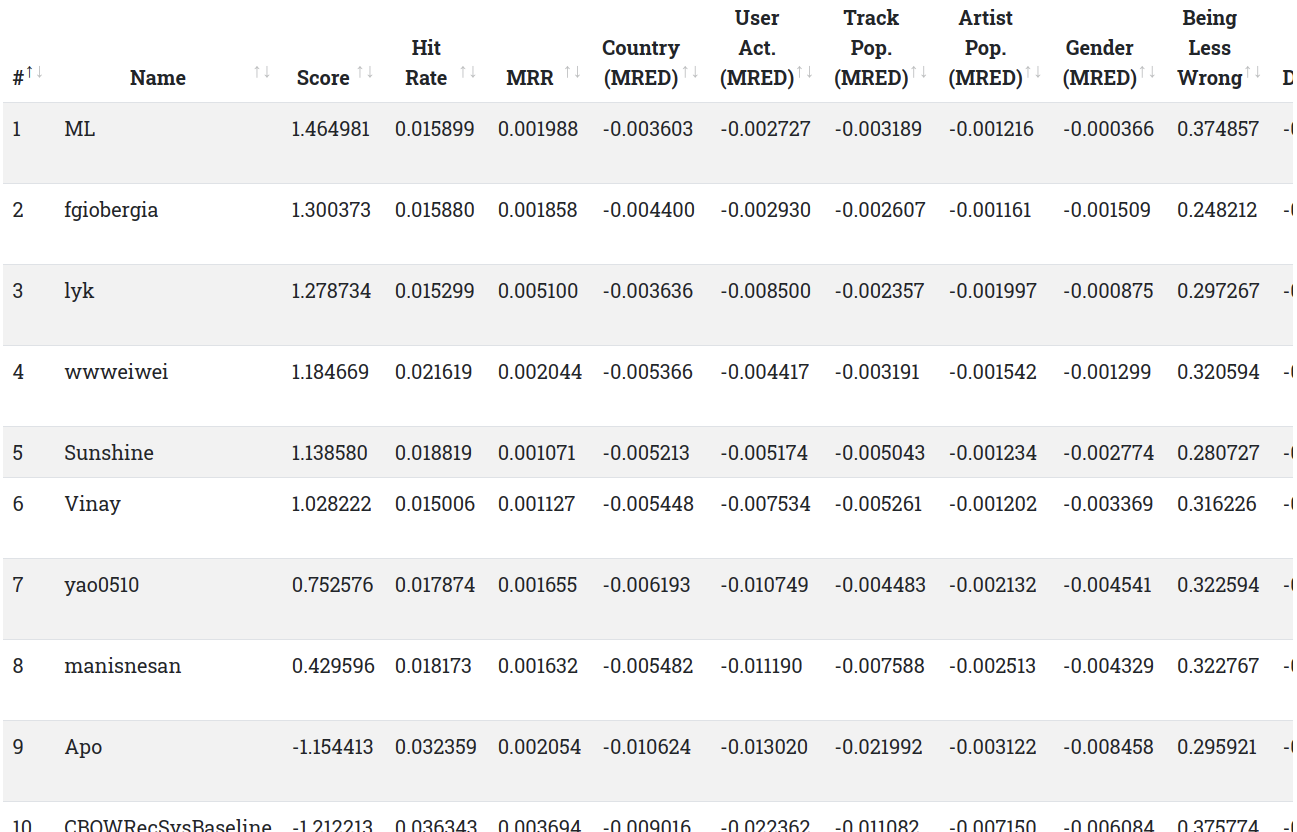 # Name Score Hit Rate MRR Country (MRED) User Act. (MRED) Track Pop. (MRED) Artist Pop. (MRED) Gender (MRED) Being Less Wrong
1 ML 1.464981 0.015899 0.001988 -0.003603 -0.002727 -0.003189 -0.001216 -0.000366 0.374857
2 fgiobergia 1.300373 0.015880 0.001858 -0.004400 -0.002930 -0.002607 -0.001161 -0.001509 0.248212
3 lyk 1.278734 0.015299 0.005100 -0.003636 -0.008500 -0.002357 -0.001997 -0.000875 0.297267
4 wwweiwei 1.184669 0.021619 0.002044 -0.005366 -0.004417 -0.003191 -0.001542 -0.001299 0.320594
5 Sunshine 1.138580 0.018819 0.001071 -0.005213 -0.005174 -0.005043 -0.001234 -0.002774 0.280727
6 Vinay 1.028222 0.015006 0.001127 -0.005448 -0.007534 -0.005261 -0.001202 -0.003369 0.316226
7 yao0510 0.752576 0.017874 0.001655 -0.006193 -0.010749 -0.004483 -0.002132 -0.004541 0.322594
8 manisnesan 0.429596 0.018173 0.001632 -0.005482 -0.011190 -0.007588 -0.002513 -0.004329 0.322767
9 Apo -1.154413 0.032359 0.002054 -0.010624 -0.013020 -0.021992 -0.003122 -0.008458 0.295921
10 CBOWRecSysBaseline -1.212213 0.036343 0.003694 -0.009016 -0.022362 -0.011082 -0.007150 -0.006084 0.375774